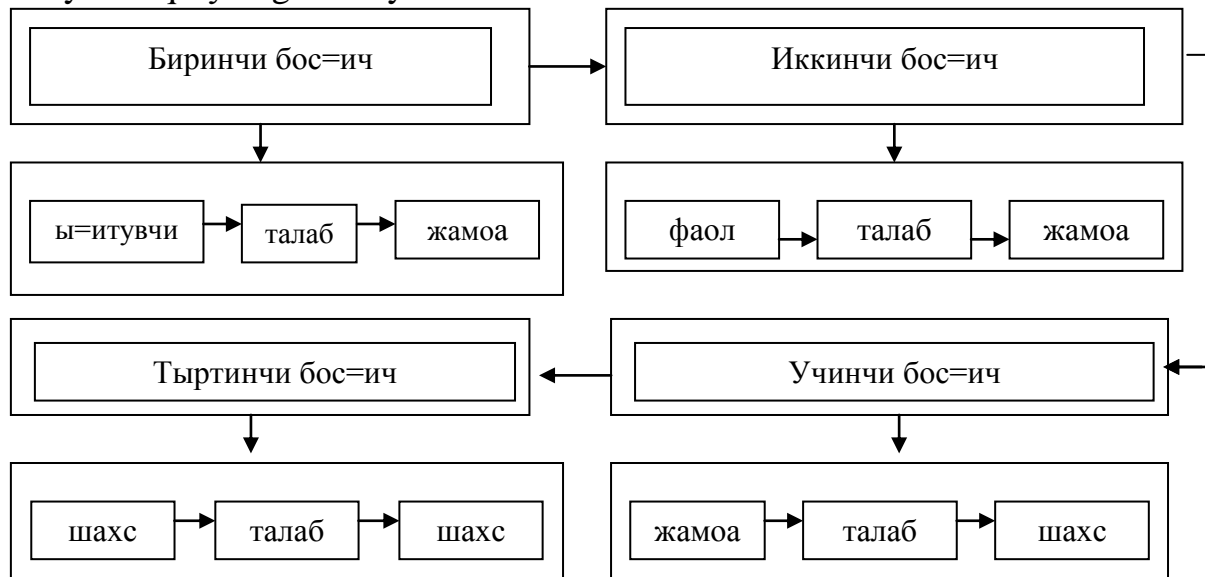 Биринчи бос=ич
Иккинчи бос=ич
ы=итувчи талаб жамоа
фаол талаб жамоа
Тыртинчи бос=ич
Учинчи бос=ич
шахс талаб шахс
жамоа талаб шахс